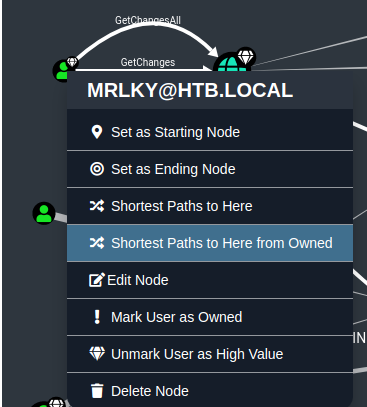 GetChangesAll
GetChanges
MRLKY@HTB.LOCAL
Set as Starting Node
Set as Ending Node
Shortest Paths to Here
Shortest Paths to Here from Owned
Edit Node
Mark User as Owned
Unmark User as High Value
IN
Delete Node